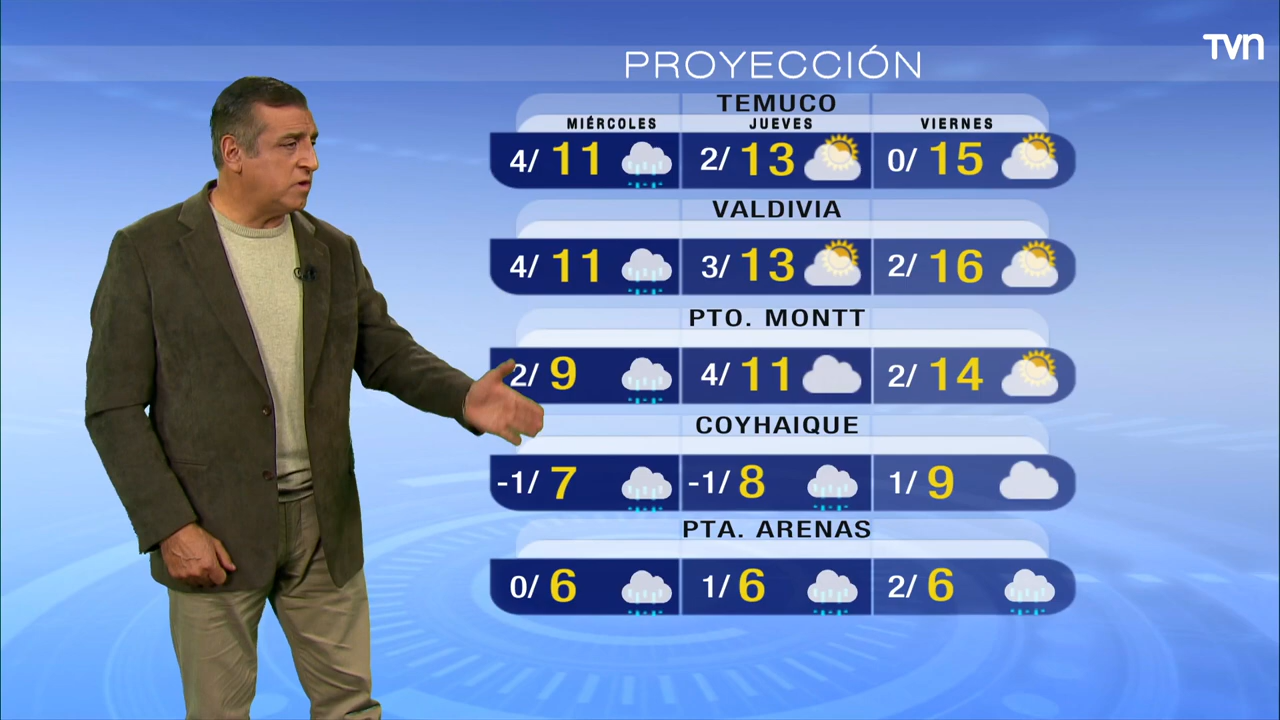 TVN
PROYECCIÓN
TEMUCO
MIÉRCOLES JUEVES VIERNES
4/ 11 2/ 13 0/ 15
VALDIVIA
4/ 11 3/ 13 2/ 16
PTO. MONTT
2/ 9 4/ 11 2/ 14
COYHAIQUE
-1/ 7 -1/ 8 1/ 9
PTA. ARENAS
0/ 6 1/ 6 2/ 6